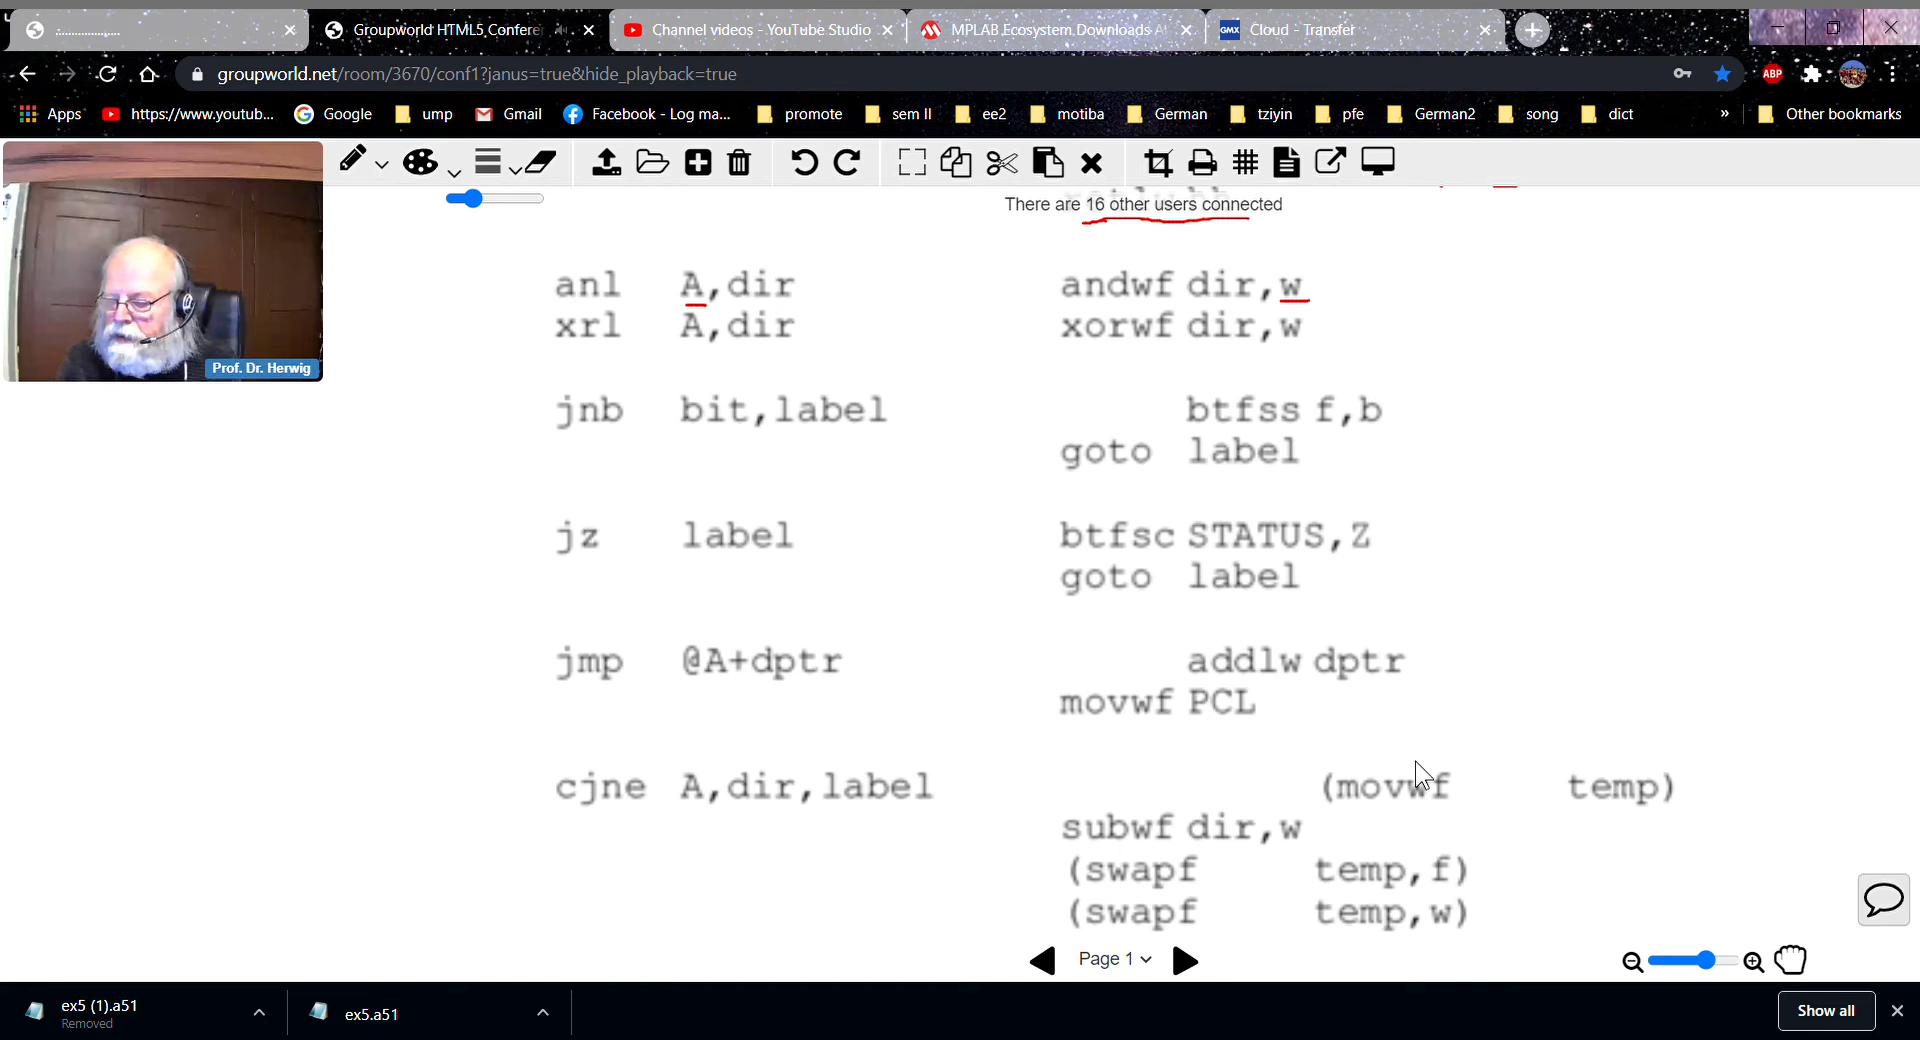 ....................
Groupworld HTML5 Confere
Channel videos - YouTube Studio
MPLAB Ecosystem Downloads A
GMX Cloud - Transfer
groupworld.net/room/3670/conf1?janus=true&hide_playback=true
ABP
Apps https://www.youtub... Google ump Gmail Facebook - Log ma... promote sem II ee2 motiba German tziyin pfe German2 song dict » Other bookmarks
There are 16 other users connected
Prof. Dr. Herwig
anl A,dir andwf dir,w
xrl A,dir xorwf dir,w
jnb bit,label btfss f,b
goto label
jz label btfsc STATUS,Z
goto label
jmp @A+dptr addlw dptr
movwf PCL
cjne A,dir,label (movwf temp)
subwf dir,w
(swapf temp,f)
(swapf temp,w)
Page 1
ex5 (1).a51
Removed
ex5.a51
Show all